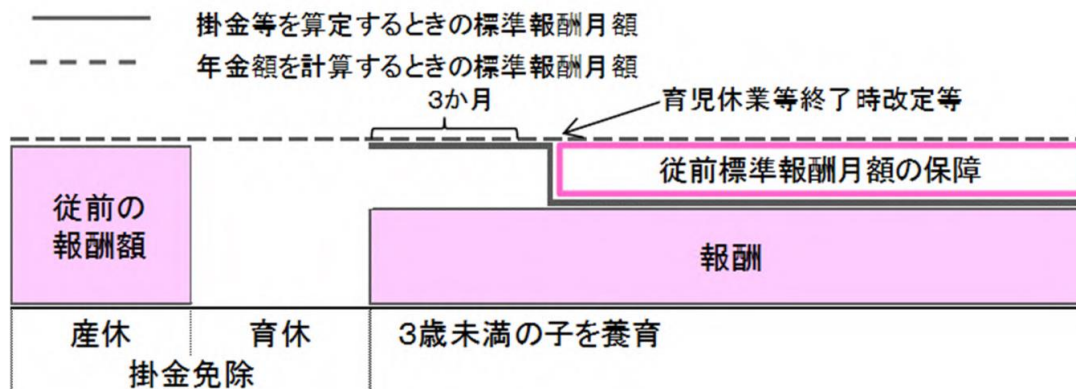 掛金等を算定するときの標準報酬月額
年金額を計算するときの標準報酬月額
3か月
育児休業等終了時改定等
従前標準報酬月額の保障
従前の
報酬額
報酬
産休
育休
3歳未満の子を養育
掛金免除